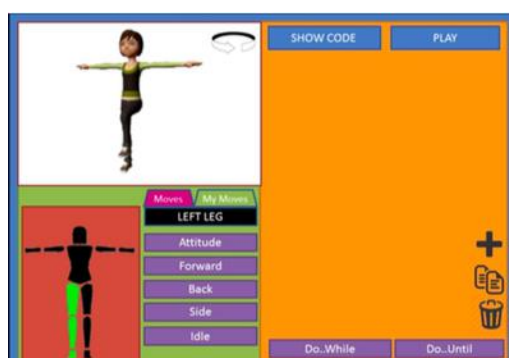 SHOW CODE
PLAY
Moves
My Moves
LEFT LEG
Attitude
Forward
Back
Side
Idle
Do..While
Do..Until